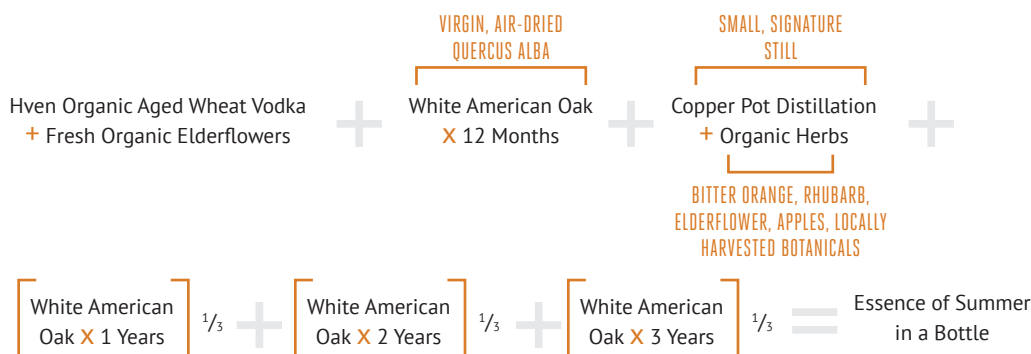 VIRGIN, AIR-DRIED
QUERCUS ALBA
SMALL, SIGNATURE
STILL
Hven Organic Aged Wheat Vodka
+ Fresh Organic Elderflowers
+
White American Oak
X 12 Months
+
Copper Pot Distillation
+ Organic Herbs
+
BITTER ORANGE, RHUBARB,
ELDERFLOWER, APPLES, LOCALLY
HARVESTED BOTANICALS
White American
Oak X 1 Years
1/3
+
White American
Oak X 2 Years
1/3
+
White American
Oak X 3 Years
1/3
=
Essence of Summer
in a Bottle